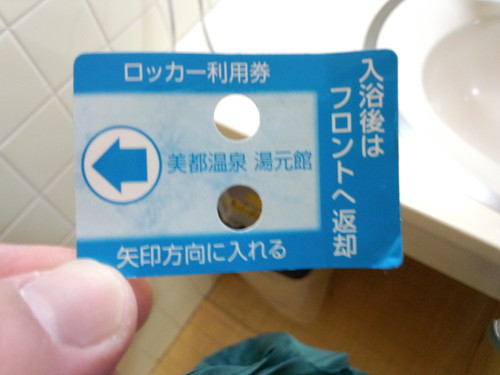 ロッカー利用券
美都温泉 湯元館
矢印方向に入れる
入浴後は
フロントへ返却